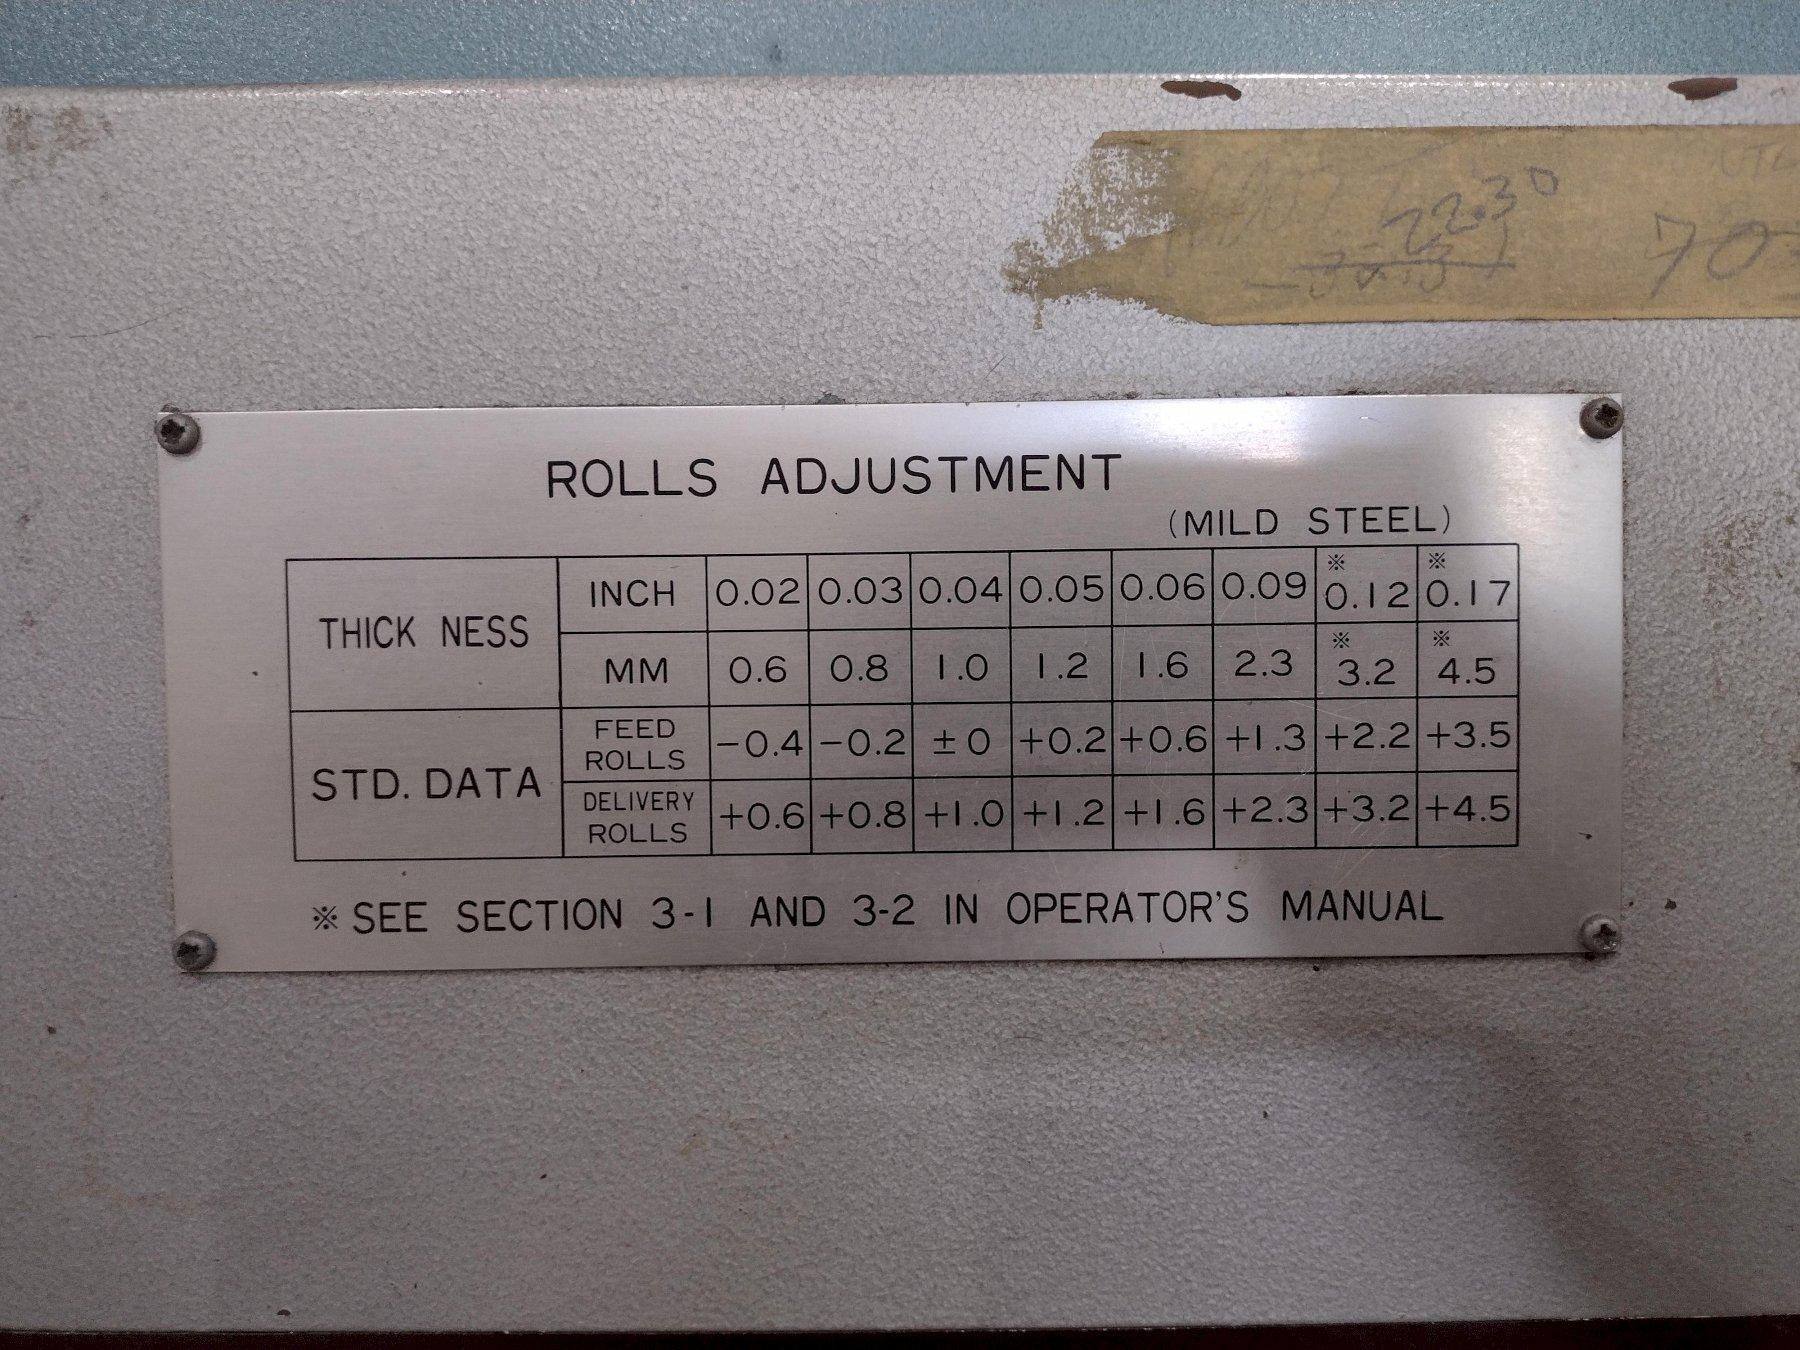 22.3°
70
ROLLS ADJUSTMENT
(MILD STEEL)
THICK NESS INCH 0.02 0.03 0.04 0.05 0.06 0.09 ※0.12 ※0.17
MM 0.6 0.8 1.0 1.2 1.6 2.3 ※3.2 ※4.5
STD. DATA FEED ROLLS −0.4 −0.2 ±0 +0.2 +0.6 +1.3 +2.2 +3.5
DELIVERY ROLLS +0.6 +0.8 +1.0 +1.2 +1.6 +2.3 +3.2 +4.5
※ SEE SECTION 3-1 AND 3-2 IN OPERATOR'S MANUAL